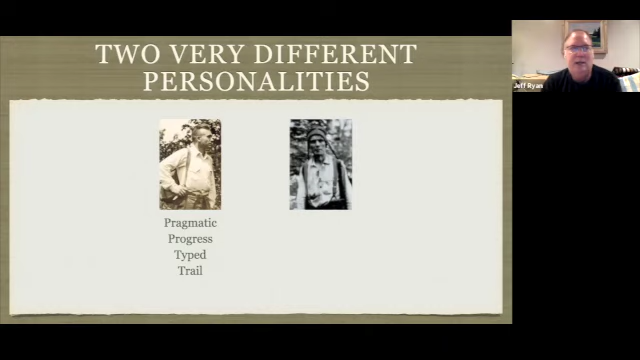 TWO VERY DIFFERENT
PERSONALITIES
Jeff Ryan
Pragmatic
Progress
Typed
Trail